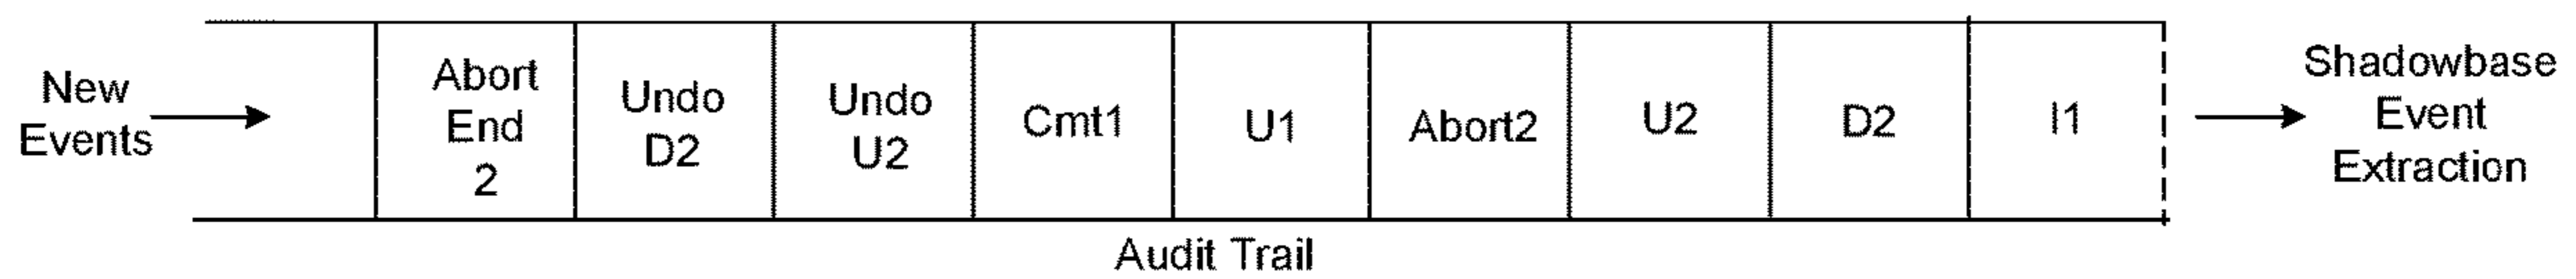 New
Events
Abort
End
2
Undo
D2
Undo
U2
Cmt1
U1
Abort2
U2
D2
I1
Shadowbase
Event
Extraction
Audit Trail